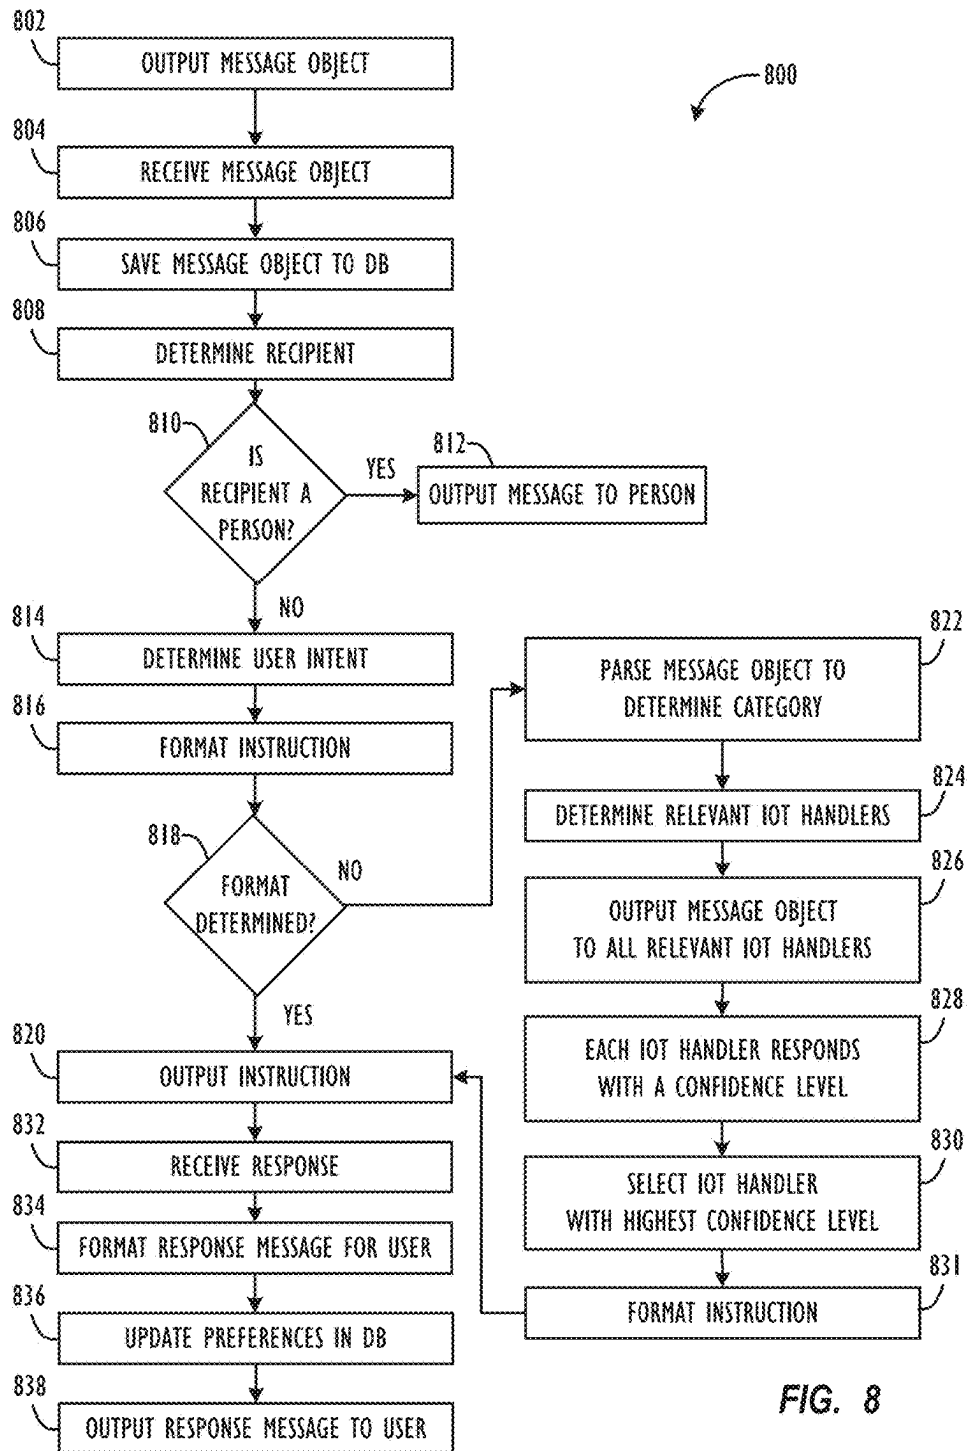 802
OUTPUT MESSAGE OBJECT
800
804
RECEIVE MESSAGE OBJECT
806
SAVE MESSAGE OBJECT TO DB
808
DETERMINE RECIPIENT
810
IS
RECIPIENT A
PERSON?
YES
812
OUTPUT MESSAGE TO PERSON
NO
814
DETERMINE USER INTENT
816
FORMAT INSTRUCTION
818
FORMAT
DETERMINED?
NO
YES
822
PARSE MESSAGE OBJECT TO
DETERMINE CATEGORY
824
DETERMINE RELEVANT IOT HANDLERS
826
OUTPUT MESSAGE OBJECT
TO ALL RELEVANT IOT HANDLERS
828
EACH IOT HANDLER RESPONDS
WITH A CONFIDENCE LEVEL
830
SELECT IOT HANDLER
WITH HIGHEST CONFIDENCE LEVEL
831
FORMAT INSTRUCTION
820
OUTPUT INSTRUCTION
832
RECEIVE RESPONSE
834
FORMAT RESPONSE MESSAGE FOR USER
836
UPDATE PREFERENCES IN DB
838
OUTPUT RESPONSE MESSAGE TO USER
FIG. 8